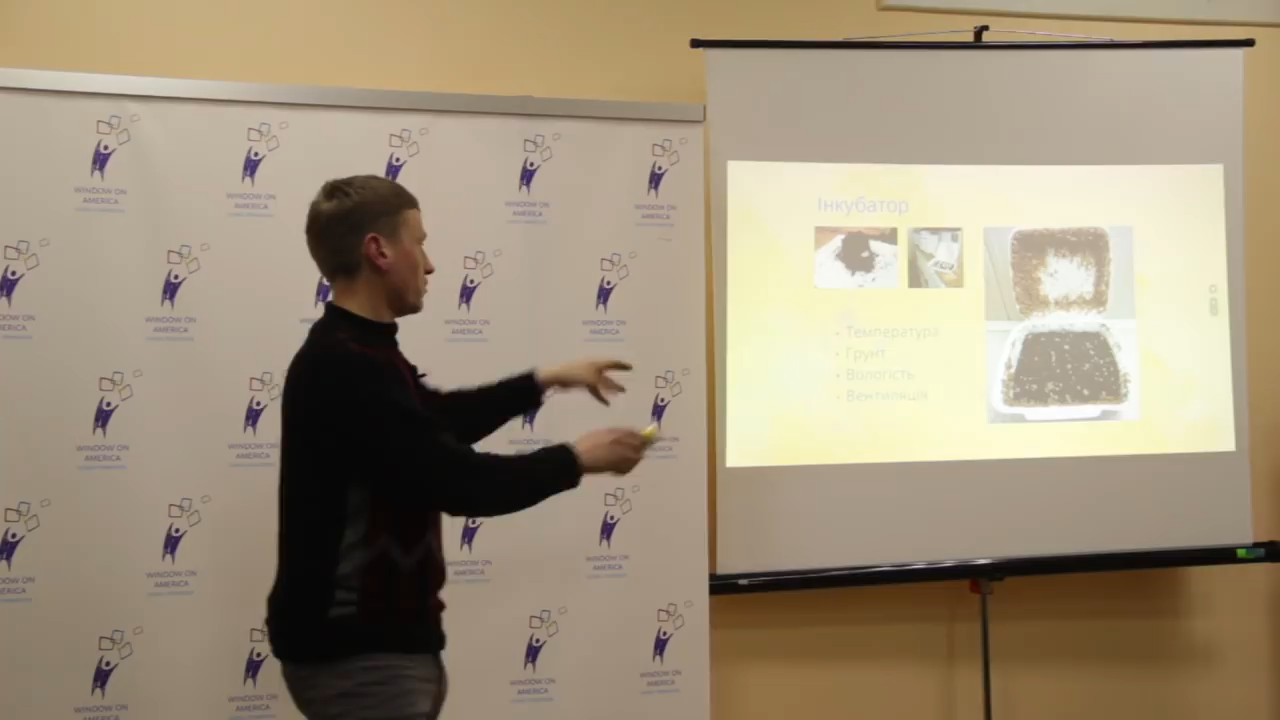 WINDOW ON
AMERICA
Інкубатор
• Температура
• Грунт
• Вологість
• Вентиляція